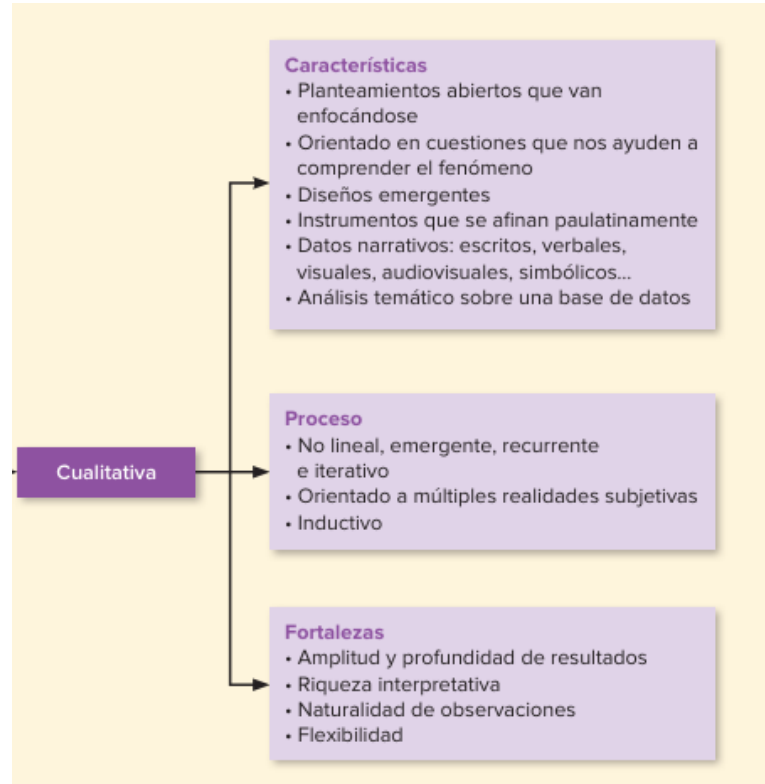 Características
• Planteamientos abiertos que van
enfocándose
• Orientado en cuestiones que nos ayuden a
comprender el fenómeno
• Diseños emergentes
• Instrumentos que se afinan paulatinamente
• Datos narrativos: escritos, verbales,
visuales, audiovisuales, simbólicos...
• Análisis temático sobre una base de datos
Cualitativa
Proceso
• No lineal, emergente, recurrente
e iterativo
• Orientado a múltiples realidades subjetivas
• Inductivo
Fortalezas
• Amplitud y profundidad de resultados
• Riqueza interpretativa
• Naturalidad de observaciones
• Flexibilidad